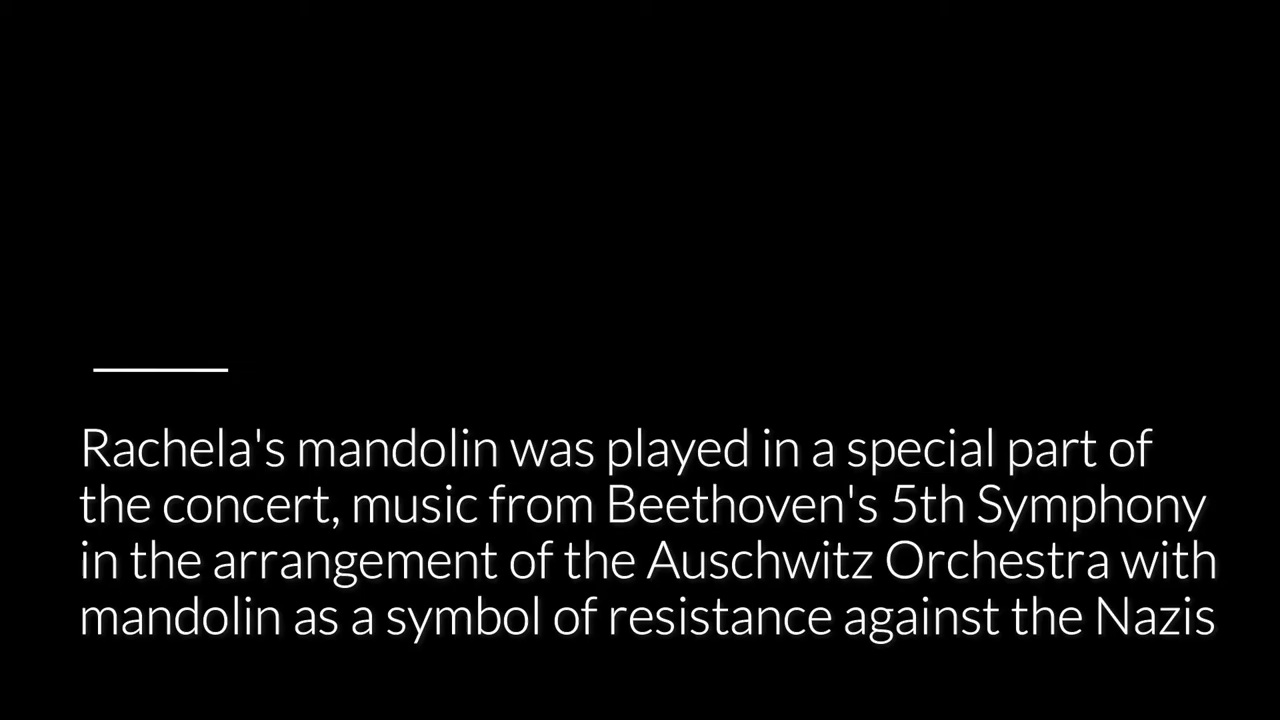 Rachela's mandolin was played in a special part of
the concert, music from Beethoven's 5th Symphony
in the arrangement of the Auschwitz Orchestra with
mandolin as a symbol of resistance against the Nazis